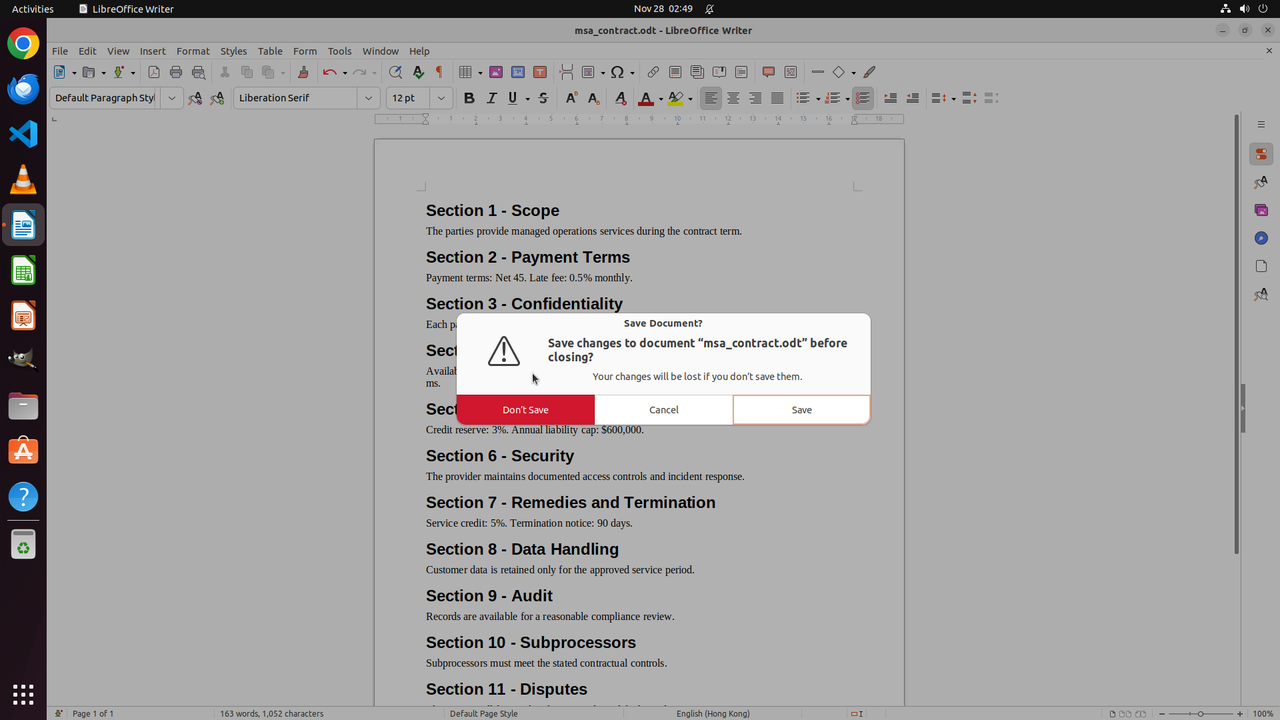 Activities
LibreOffice Writer
Nov 28 02:49
msa_contract.odt - LibreOffice Writer
File Edit View Insert Format Styles Table Form Tools Window Help
Default Paragraph Styl
Liberation Serif
12 pt
Section 1 - Scope
The parties provide managed operations services during the contract term.
Section 2 - Payment Terms
Payment terms: Net 45. Late fee: 0.5% monthly.
Section 3 - Confidentiality
Each pa
Save Document?
Save changes to document “msa_contract.odt” before
closing?
Your changes will be lost if you don’t save them.
Don’t Save
Cancel
Save
Sec
Availab
ms.
Sect
Credit reserve: 3%. Annual liability cap: $600,000.
Section 6 - Security
The provider maintains documented access controls and incident response.
Section 7 - Remedies and Termination
Service credit: 5%. Termination notice: 90 days.
Section 8 - Data Handling
Customer data is retained only for the approved service period.
Section 9 - Audit
Records are available for a reasonable compliance review.
Section 10 - Subprocessors
Subprocessors must meet the stated contractual controls.
Section 11 - Disputes
Page 1 of 1
163 words, 1,052 characters
Default Page Style
English (Hong Kong)
100%